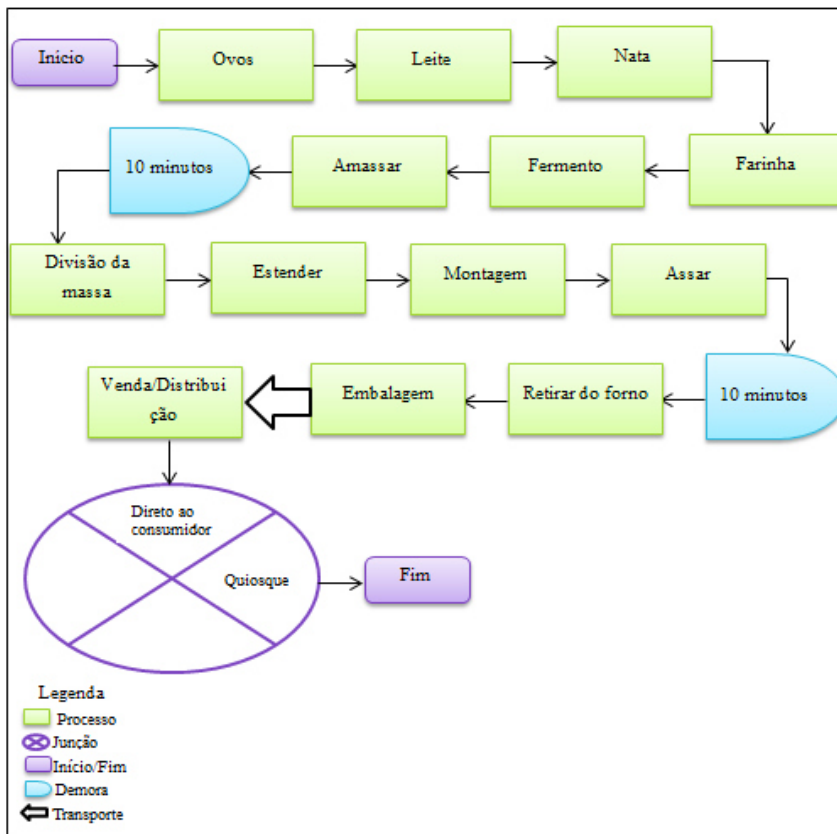 Inicio
Ovos
Leite
Nata
10 minutos
Amassar
Fermento
Farinha
Divisão da
massa
Estender
Montagem
Assar
Venda/Distribui
ção
Embalagem
Retirar do forno
10 minutos
Direto ao
consumidor
Quiosque
Fim
Legenda
Processo
Junção
Início/Fim
Demora
Transporte